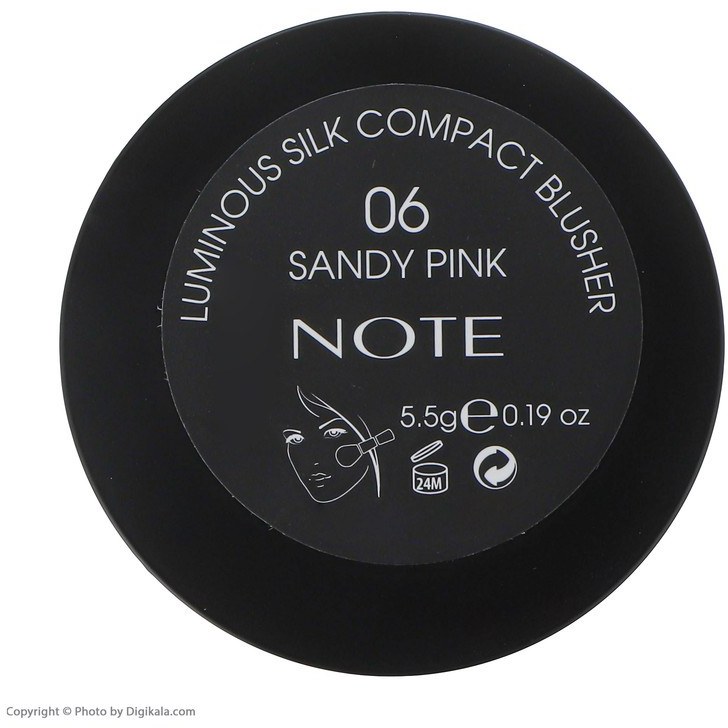 LUMINOUS SILK COMPACT BLUSHER
06
SANDY PINK
NOTE
5.5g ℮ 0.19 oz
24M
Copyright © Photo by Digikala.com